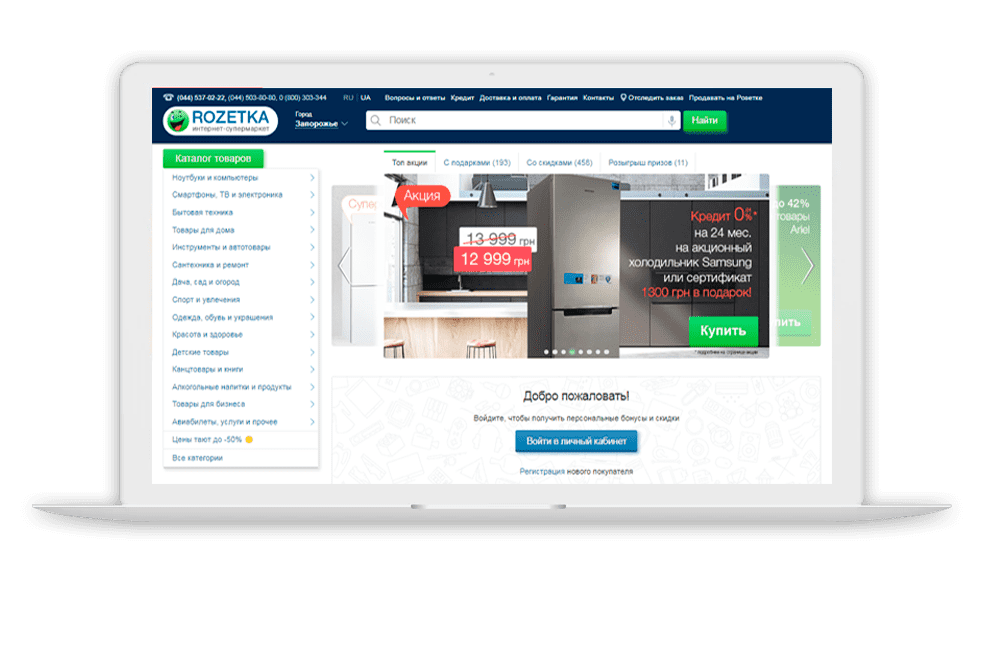 (044) 537-02-22, (044) 503-80-80, 0 (800) 303-344 RU UA Вопросы и ответы Кредит Доставка и оплата Гарантия Контакты Отследить заказ Продавать на Розетке
ROZETKA
интернет-супермаркет
Город
Запорожье
Поиск
Найти
Каталог товаров
Ноутбуки и компьютеры
Смартфоны, ТВ и электроника
Бытовая техника
Товары для дома
Инструменты и автотовары
Сантехника и ремонт
Дача, сад и огород
Спорт и увлечения
Одежда, обувь и украшения
Красота и здоровье
Детские товары
Канцтовары и книги
Алкогольные напитки и продукты
Товары для бизнеса
Авиабилеты, услуги и прочее
Цены тают до -50%
Все категории
Топ акции С подарками (193) Со скидками (456) Розыгрыш призов (11)
Супер
Акция
13 999 грн
12 999 грн
Кредит 0%*
на 24 мес.
на акционный
холодильник Samsung
или сертификат
1300 грн в подарок!
Купить
до 42%
товары
Ariel
пить
Добро пожаловать!
Войдите, чтобы получить персональные бонусы и скидки
Войти в личный кабинет
Регистрация нового покупателя